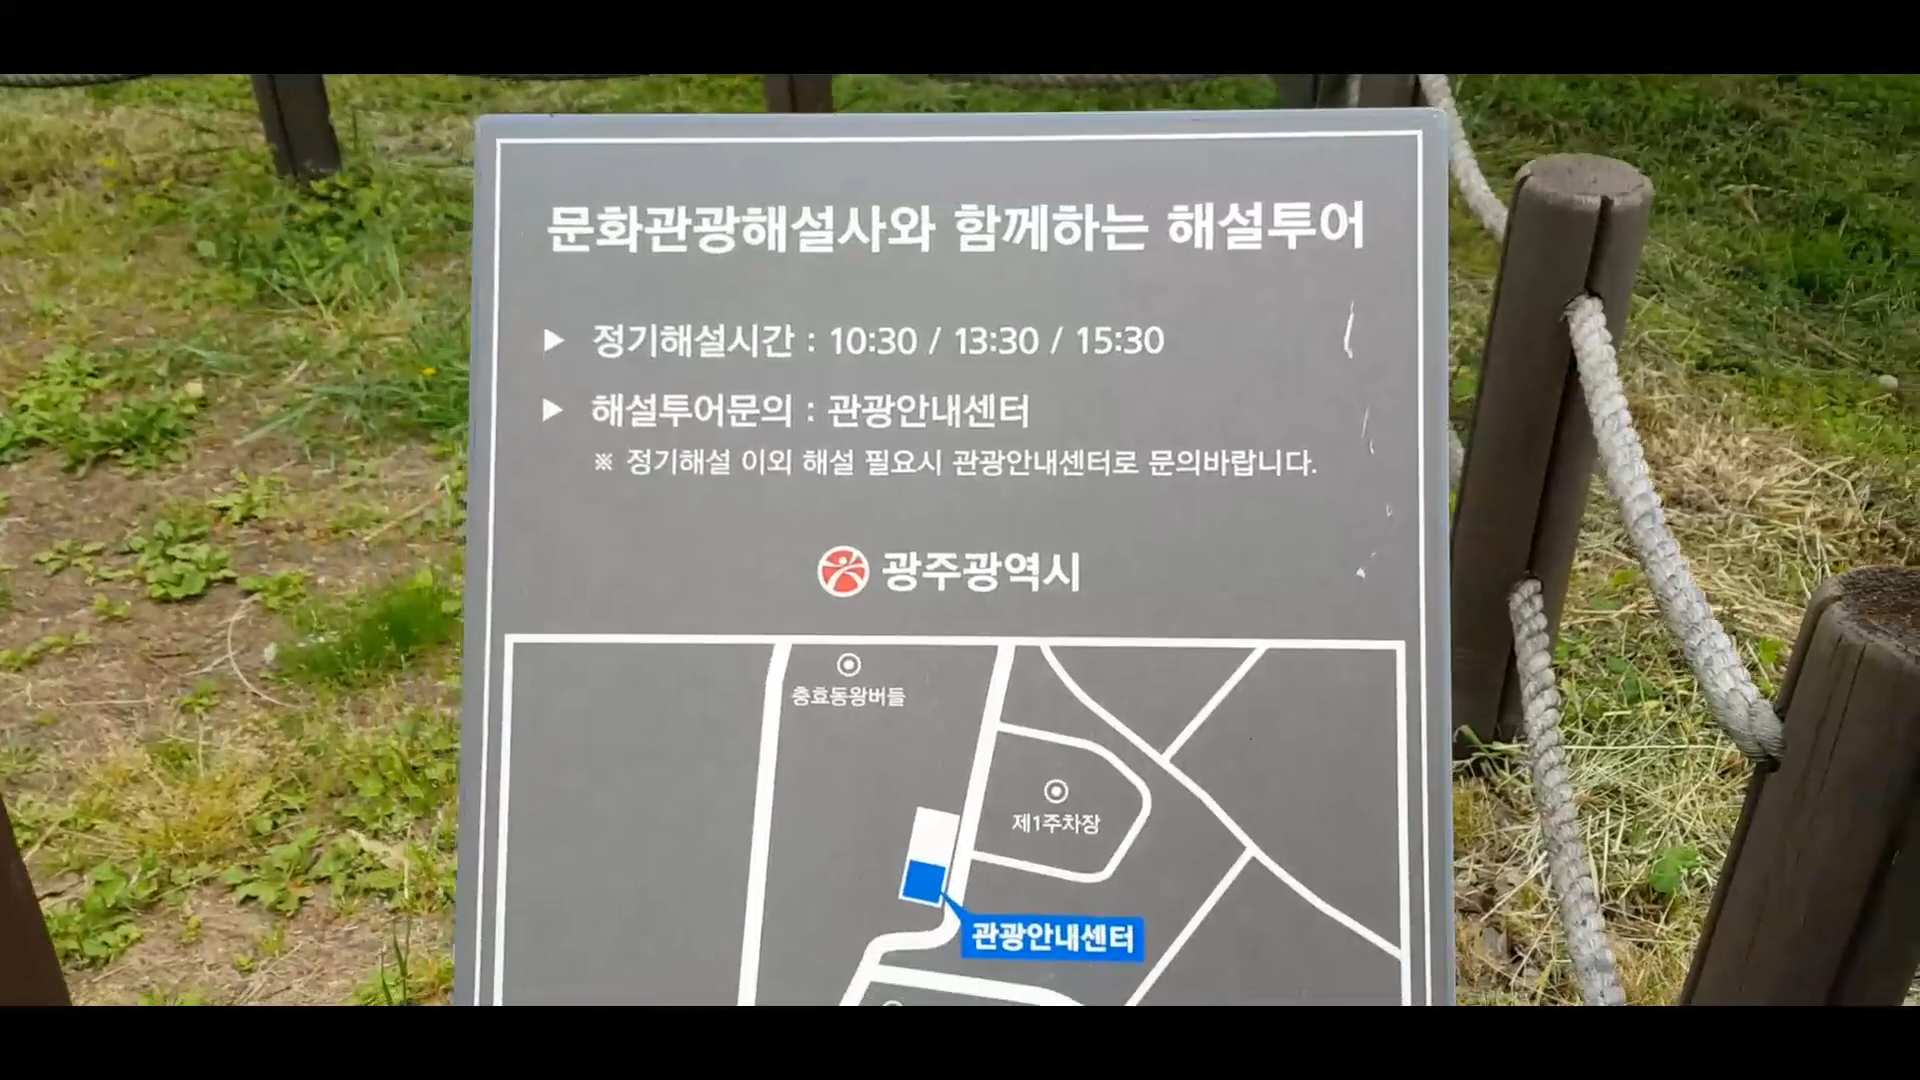 문화관광해설사와 함께하는 해설투어
▶ 정기해설시간 : 10:30 / 13:30 / 15:30
▶ 해설투어문의 : 관광안내센터
※ 정기해설 이외 해설 필요시 관광안내센터로 문의바랍니다.
광주광역시
충효동왕버들
제1주차장
관광안내센터